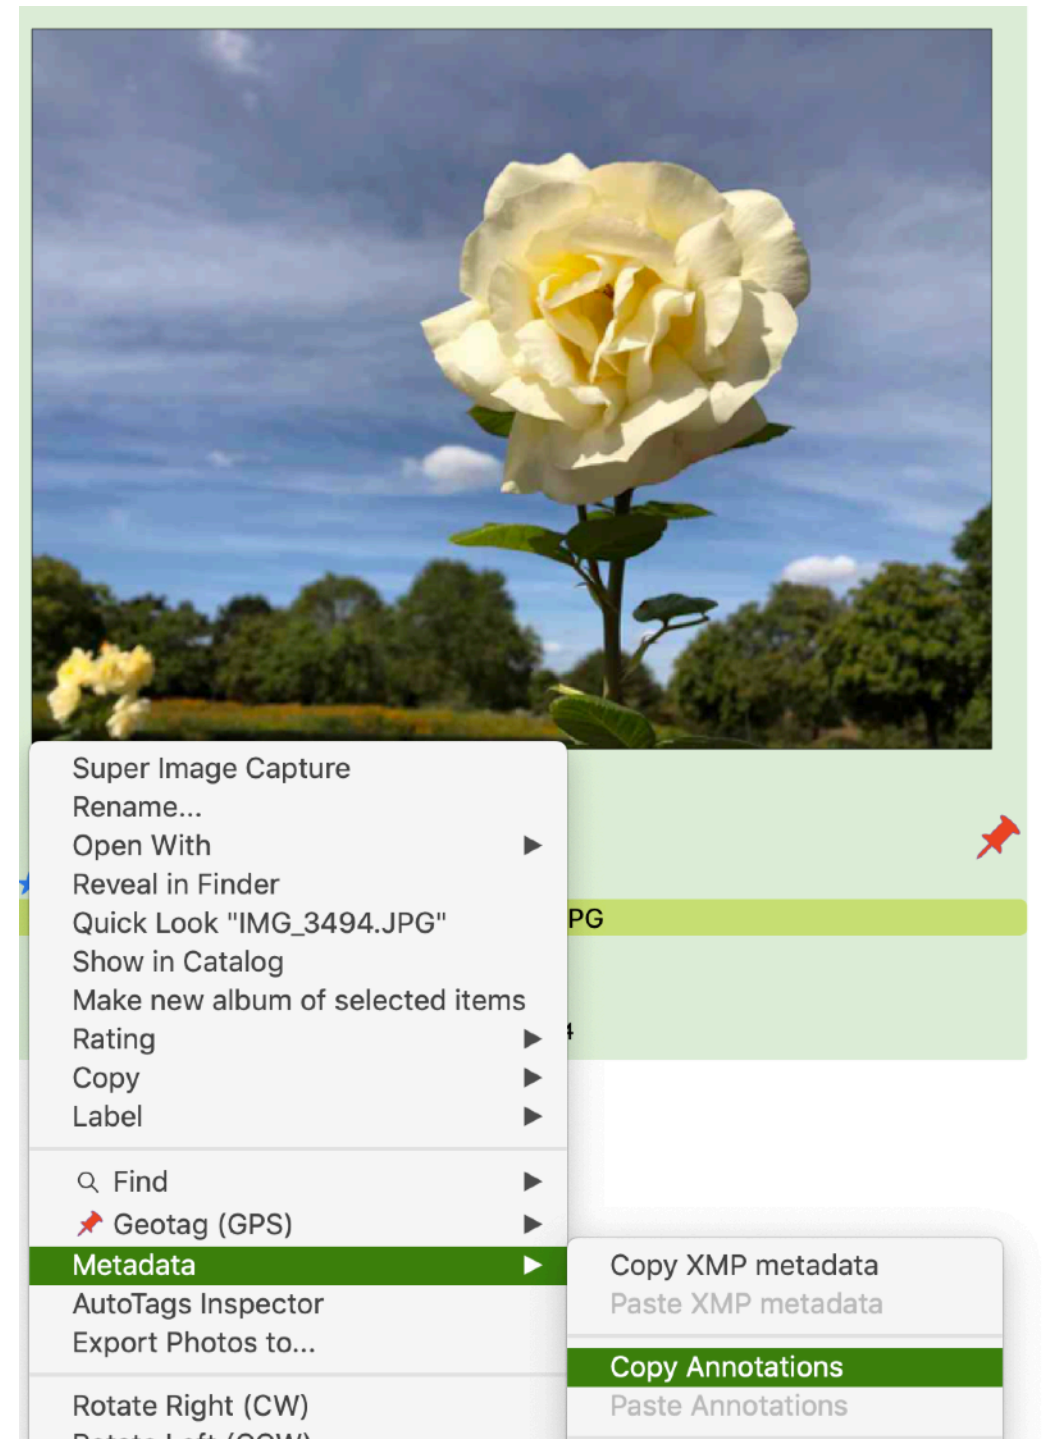 Super Image Capture
Rename...
Open With
Reveal in Finder
Quick Look "IMG_3494.JPG"
PG
Show in Catalog
Make new album of selected items
Rating
4
Copy
Label
Find
Geotag (GPS)
Metadata
AutoTags Inspector
Export Photos to...
Rotate Right (CW)
Copy XMP metadata
Paste XMP metadata
Copy Annotations
Paste Annotations